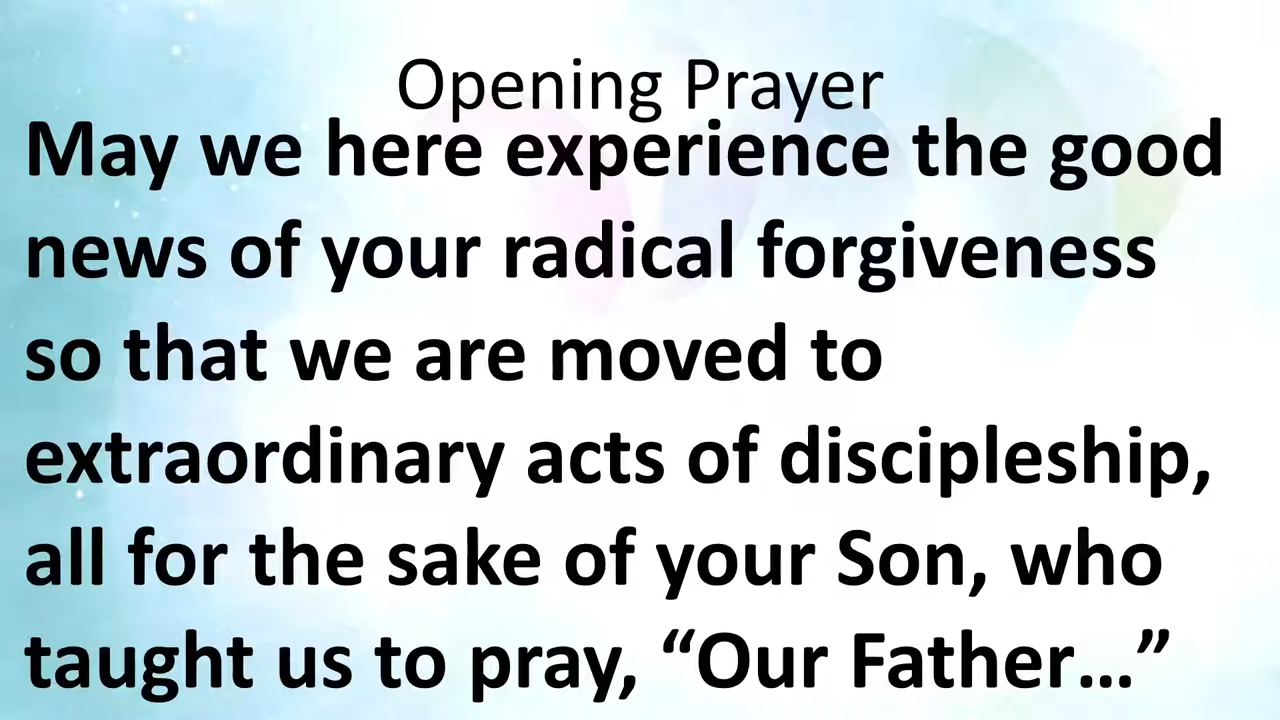 Opening Prayer
May we here experience the good
news of your radical forgiveness
so that we are moved to
extraordinary acts of discipleship,
all for the sake of your Son, who
taught us to pray, “Our Father…”